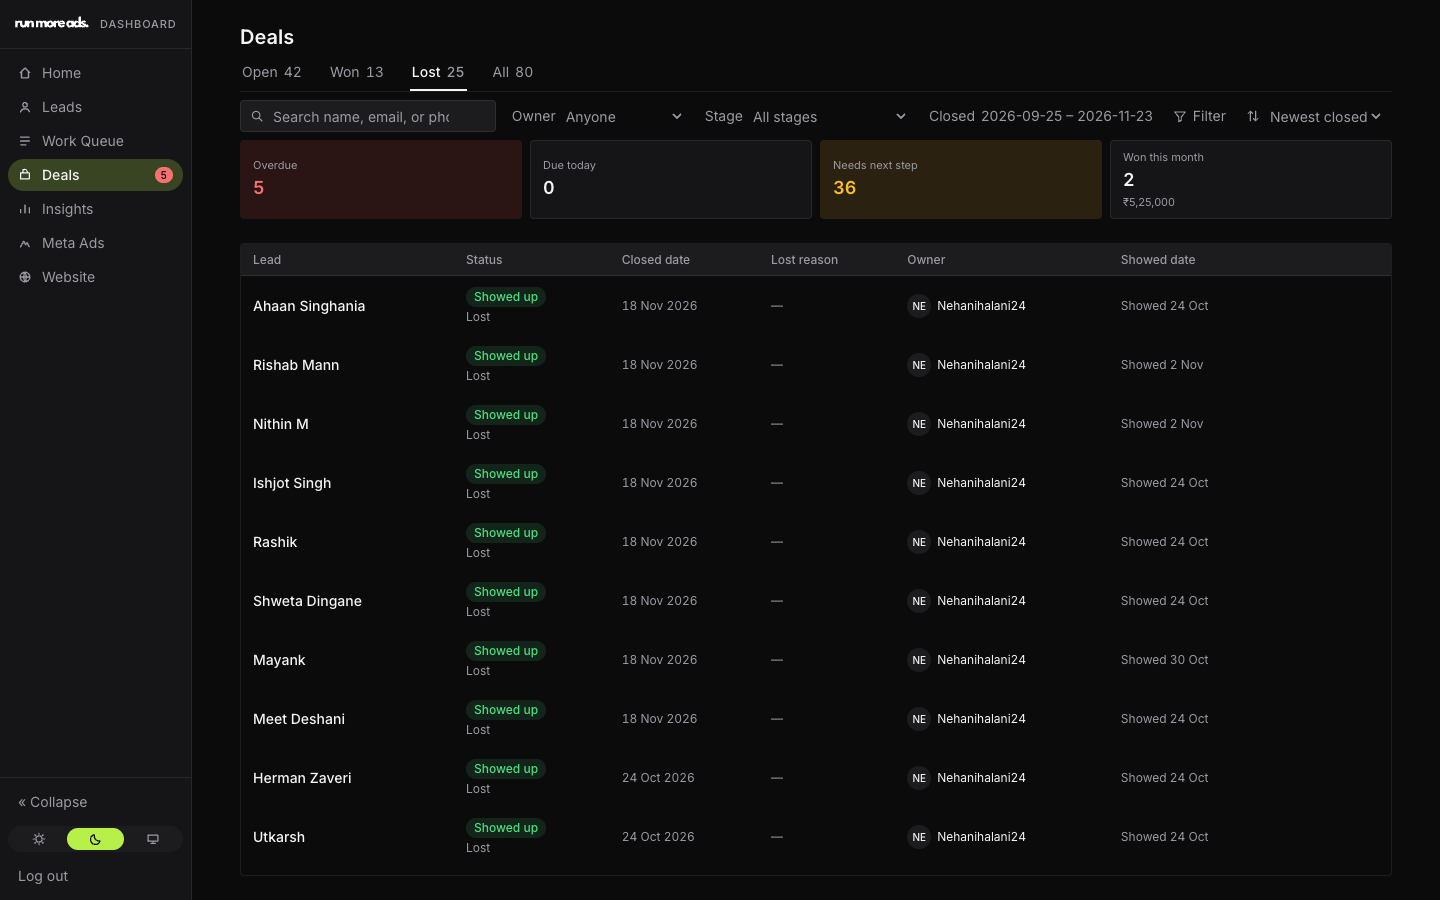 run more ads. DASHBOARD
Home
Leads
Work Queue
Deals 5
Insights
Meta Ads
Website
« Collapse
Log out
Deals
Open 42 Won 13 Lost 25 All 80
Search name, email, or pho Owner Anyone Stage All stages Closed 2026-09-25 – 2026-11-23 Filter Newest closed
Overdue
5
Due today
0
Needs next step
36
Won this month
2
₹5,25,000
Lead Status Closed date Lost reason Owner Showed date
Ahaan Singhania Showed up Lost 18 Nov 2026 — NE Nehanihalani24 Showed 24 Oct
Rishab Mann Showed up Lost 18 Nov 2026 — NE Nehanihalani24 Showed 2 Nov
Nithin M Showed up Lost 18 Nov 2026 — NE Nehanihalani24 Showed 2 Nov
Ishjot Singh Showed up Lost 18 Nov 2026 — NE Nehanihalani24 Showed 24 Oct
Rashik Showed up Lost 18 Nov 2026 — NE Nehanihalani24 Showed 24 Oct
Shweta Dingane Showed up Lost 18 Nov 2026 — NE Nehanihalani24 Showed 24 Oct
Mayank Showed up Lost 18 Nov 2026 — NE Nehanihalani24 Showed 30 Oct
Meet Deshani Showed up Lost 18 Nov 2026 — NE Nehanihalani24 Showed 24 Oct
Herman Zaveri Showed up Lost 24 Oct 2026 — NE Nehanihalani24 Showed 24 Oct
Utkarsh Showed up Lost 24 Oct 2026 — NE Nehanihalani24 Showed 24 Oct